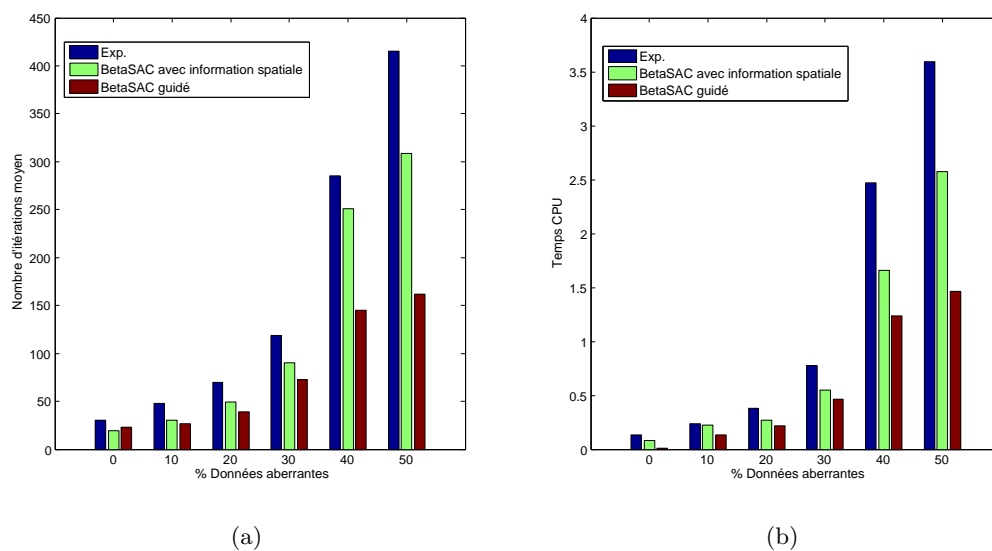 450
400
350
300
250
200
150
100
50
0
Nombre d'itérations moyen
Exp.
BetaSAC avec information spatiale
BetaSAC guidé
0 10 20 30 40 50
% Données aberrantes
(a)
4
3.5
3
2.5
2
1.5
1
0.5
0
Temps CPU
Exp.
BetaSAC avec information spatiale
BetaSAC guidé
0 10 20 30 40 50
% Données aberrantes
(b)